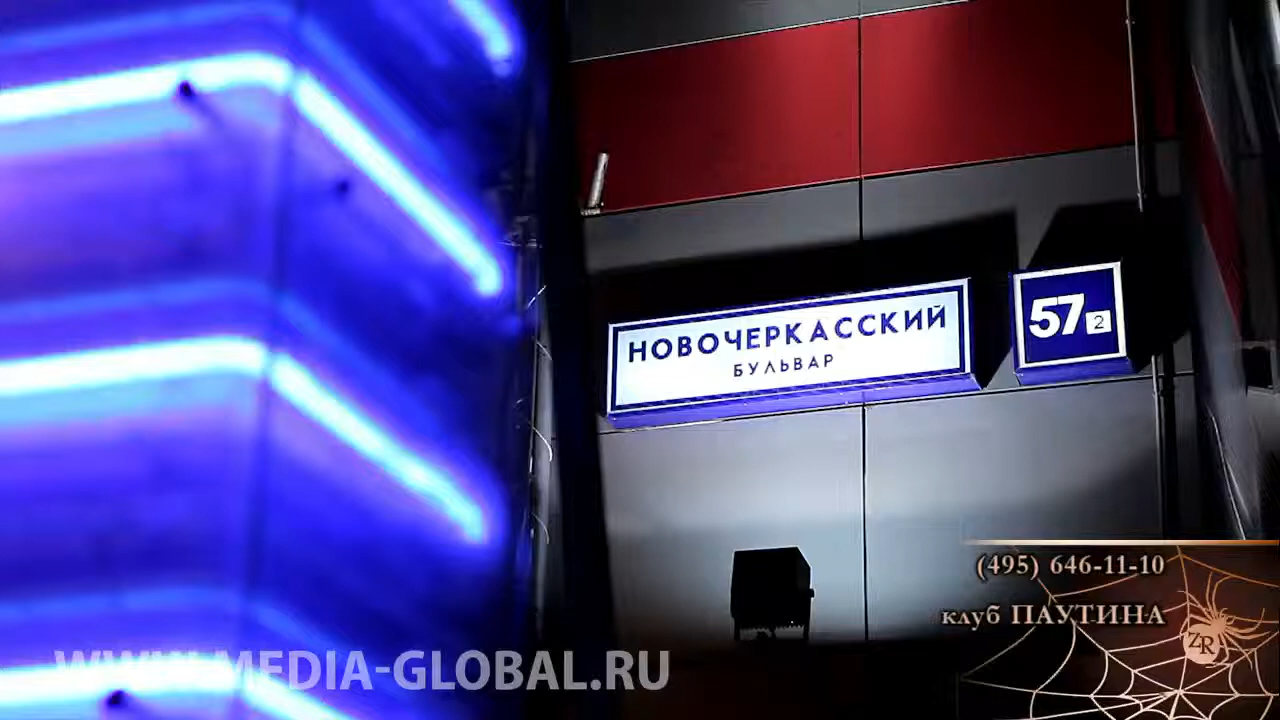 НОВОЧЕРКАССКИЙ
БУЛЬВАР
57 2
(495) 646-11-10
клуб ПАУТИНА
ZR
WWW.MEDIA-GLOBAL.RU